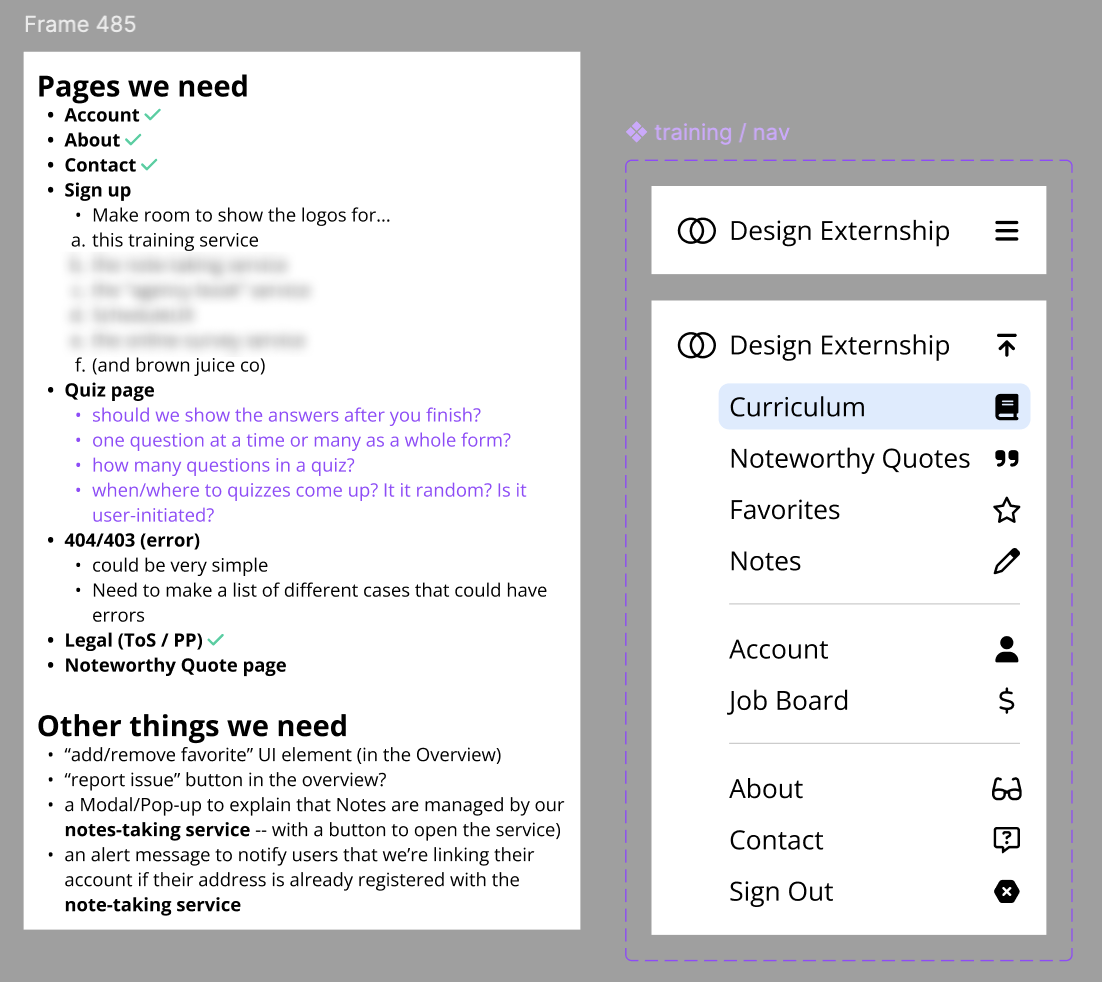 Frame 485
Pages we need
• Account
• About
• Contact
• Sign up
• Make room to show the logos for...
a. this training service
f. (and brown juice co)
• Quiz page
• should we show the answers after you finish?
• one question at a time or many as a whole form?
• how many questions in a quiz?
• when/where to quizzes come up? It it random? Is it
user-initiated?
• 404/403 (error)
• could be very simple
• Need to make a list of different cases that could have
errors
• Legal (ToS / PP)
• Noteworthy Quote page
Other things we need
• “add/remove favorite” UI element (in the Overview)
• “report issue” button in the overview?
• a Modal/Pop-up to explain that Notes are managed by our
notes-taking service -- with a button to open the service)
• an alert message to notify users that we’re linking their
account if their address is already registered with the
note-taking service
training / nav
Design Externship
Design Externship
Curriculum
Noteworthy Quotes
Favorites
Notes
Account
Job Board
About
Contact
Sign Out